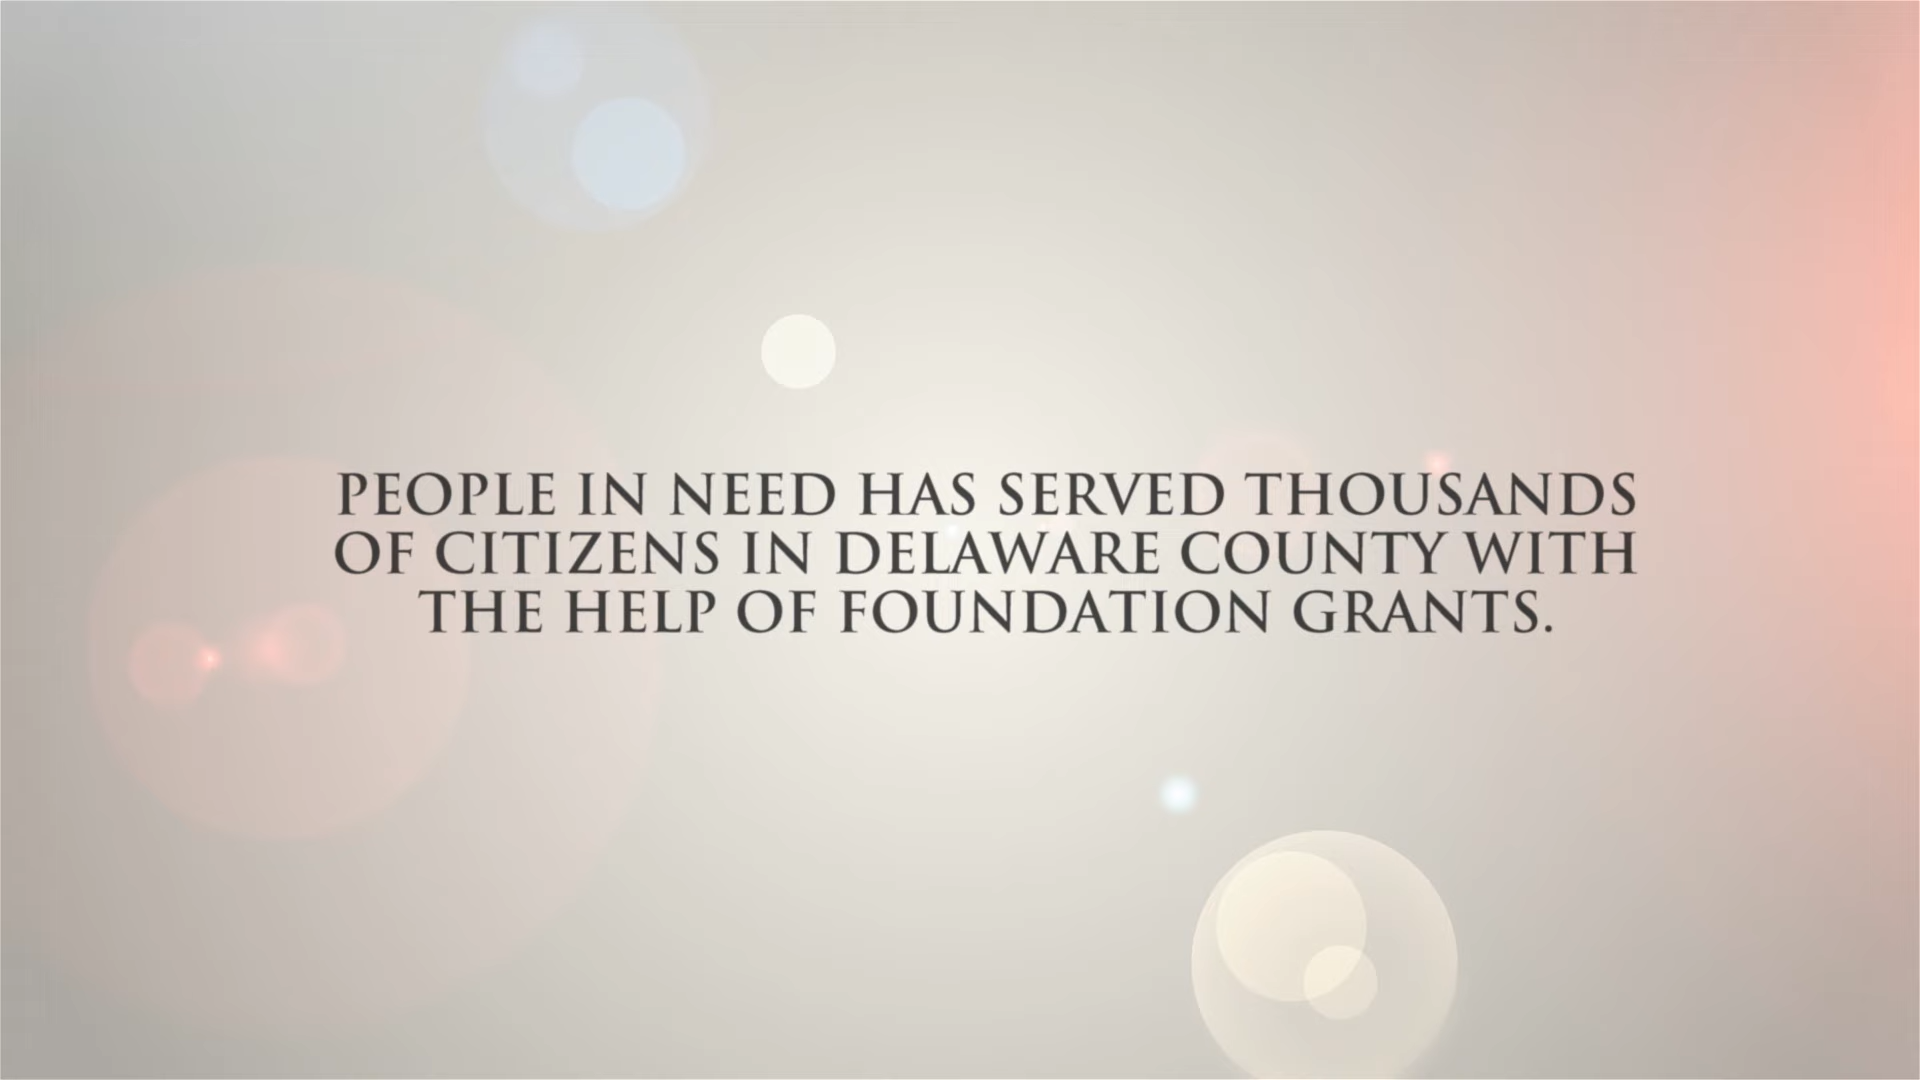 PEOPLE IN NEED HAS SERVED THOUSANDS
OF CITIZENS IN DELAWARE COUNTY WITH
THE HELP OF FOUNDATION GRANTS.